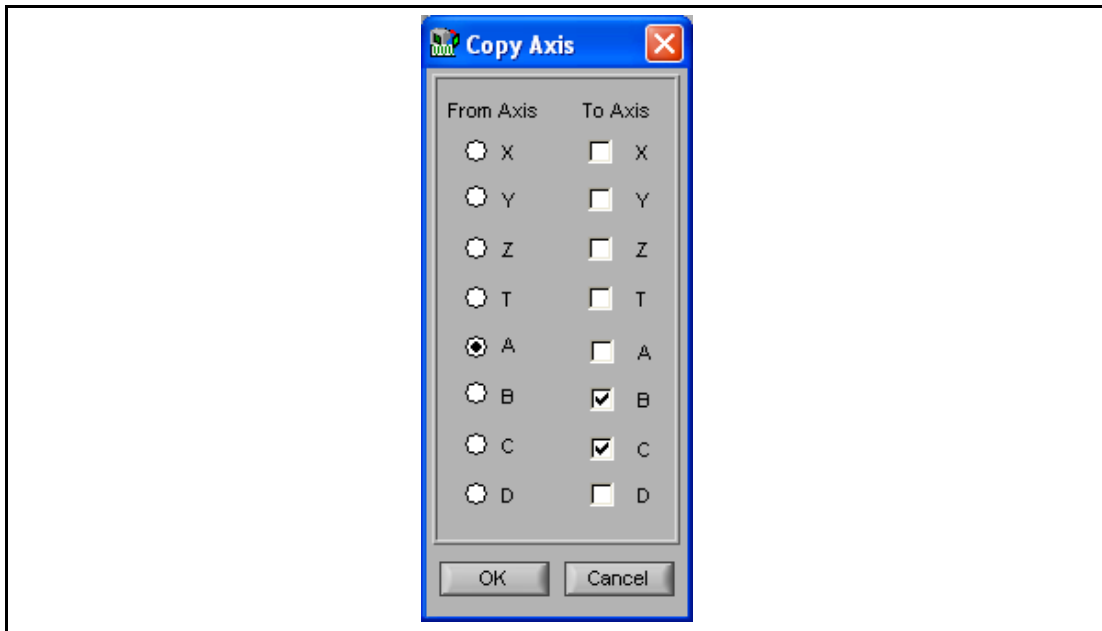 Copy Axis
From Axis To Axis
X X
Y Y
Z Z
T T
A A
B B
C C
D D
OK Cancel